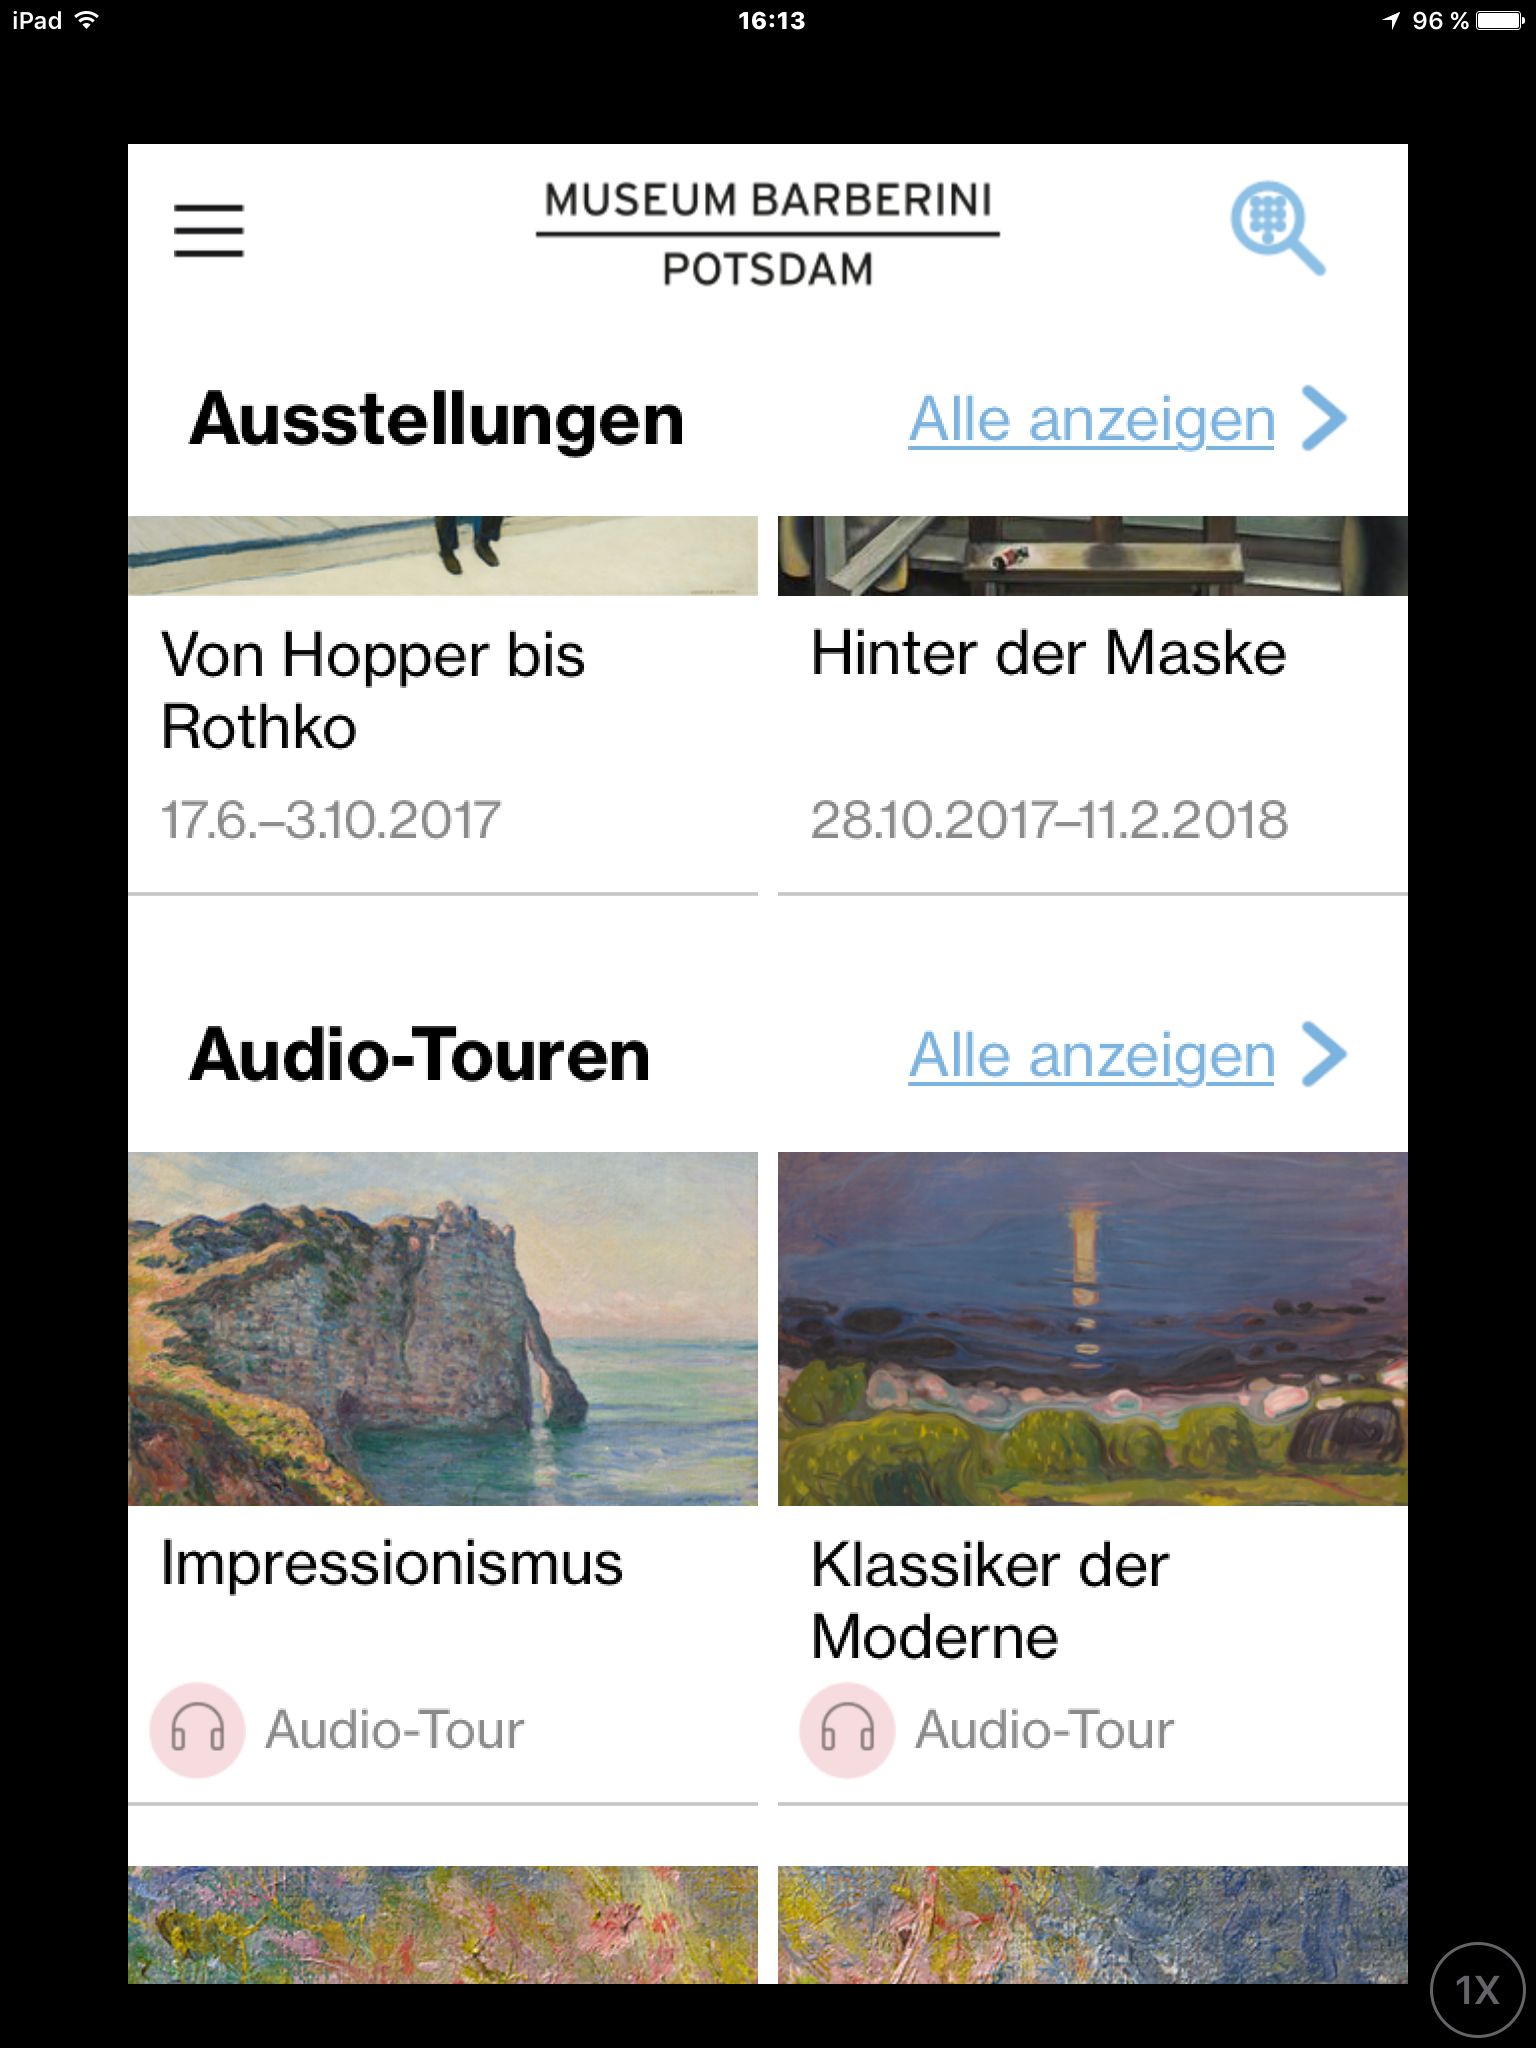 iPad 16:13 96 %
MUSEUM BARBERINI
POTSDAM
Ausstellungen Alle anzeigen
Von Hopper bis
Rothko
17.6.–3.10.2017
Hinter der Maske
28.10.2017–11.2.2018
Audio-Touren Alle anzeigen
Impressionismus
Audio-Tour
Klassiker der
Moderne
Audio-Tour
1X